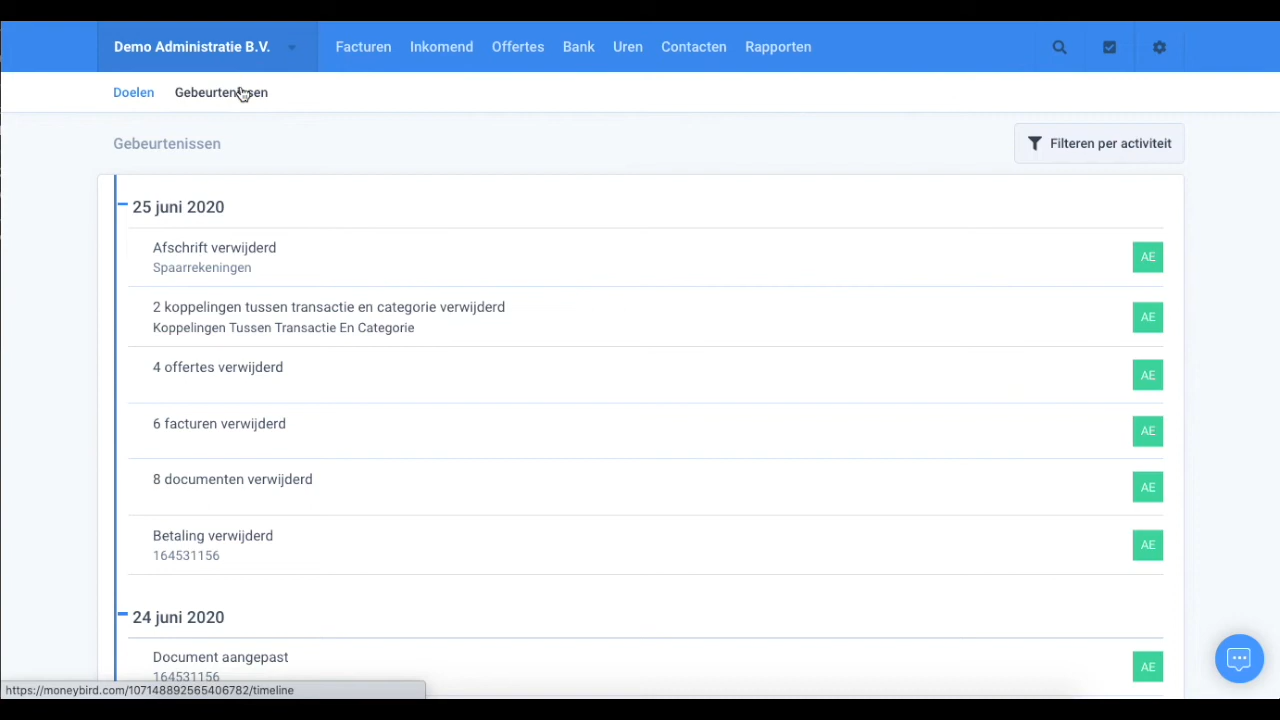 Demo Administratie B.V. Facturen Inkomend Offertes Bank Uren Contacten Rapporten
Doelen Gebeurtenissen
Gebeurtenissen
Filteren per activiteit
25 juni 2020
Afschrift verwijderd
Spaarrekeningen
AE
2 koppelingen tussen transactie en categorie verwijderd
Koppelingen Tussen Transactie En Categorie
AE
4 offertes verwijderd
AE
6 facturen verwijderd
AE
8 documenten verwijderd
AE
Betaling verwijderd
164531156
AE
24 juni 2020
Document aangepast
164531156
AE
https://moneybird.com/107148892565406782/timeline